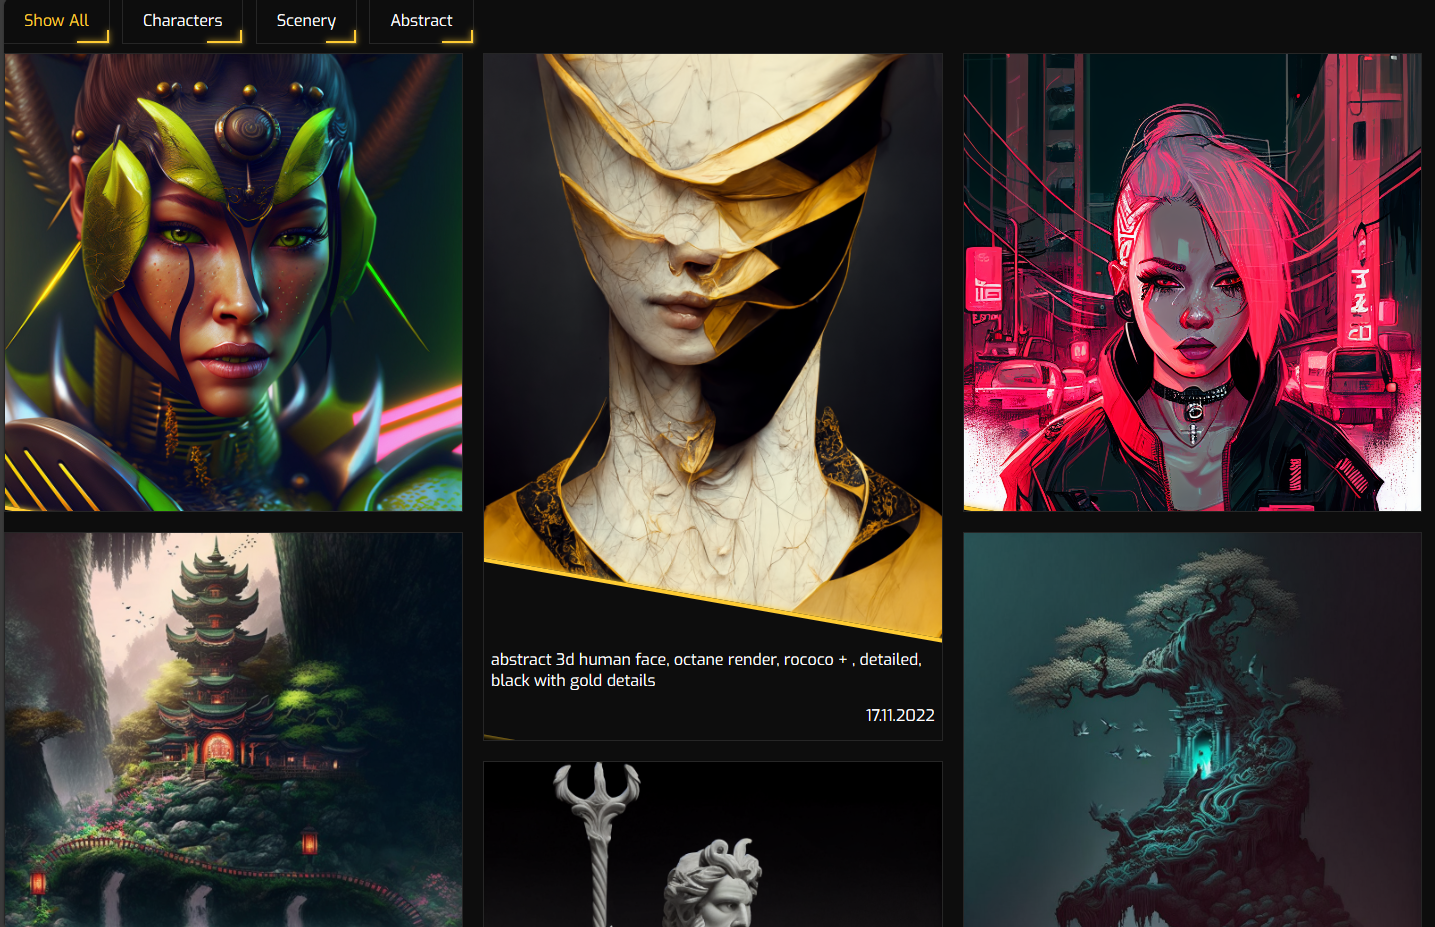 Show All
Characters
Scenery
Abstract
abstract 3d human face, octane render, rococo + , detailed,
black with gold details
17.11.2022